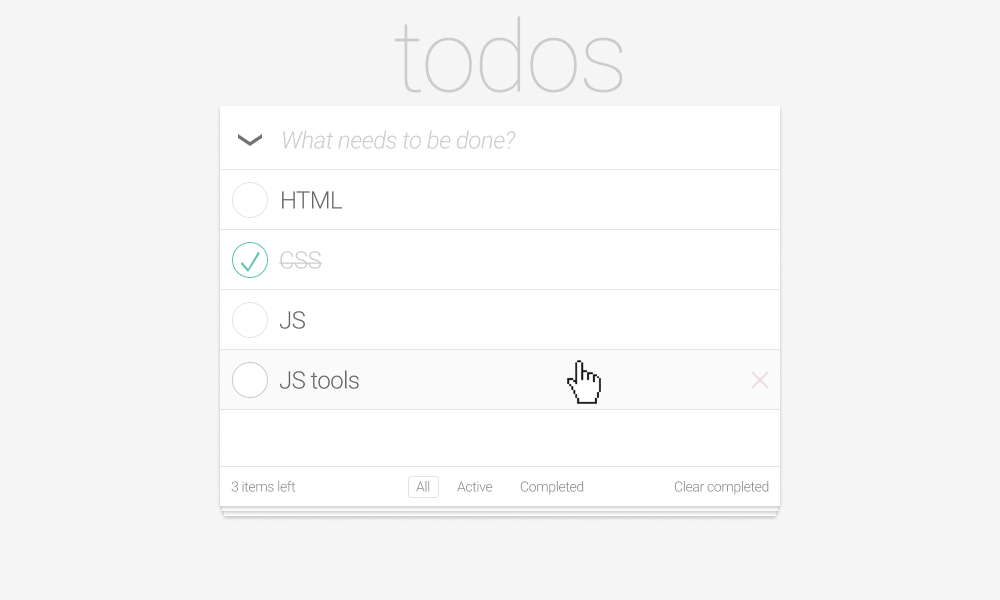 todos
What needs to be done?
HTML
CSS
JS
JS tools
3 items left All Active Completed Clear completed